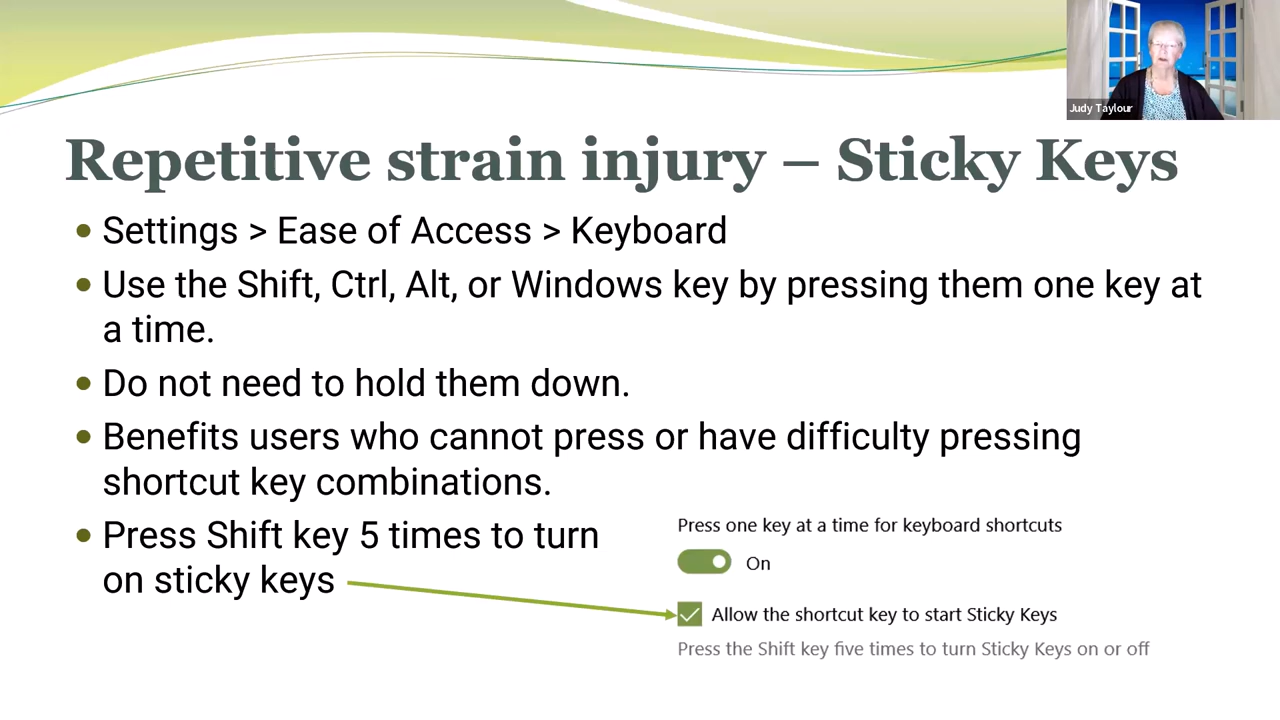 Judy Taylour
Repetitive strain injury – Sticky Keys
Settings > Ease of Access > Keyboard
Use the Shift, Ctrl, Alt, or Windows key by pressing them one key at
a time.
Do not need to hold them down.
Benefits users who cannot press or have difficulty pressing
shortcut key combinations.
Press Shift key 5 times to turn
on sticky keys
Press one key at a time for keyboard shortcuts
On
Allow the shortcut key to start Sticky Keys
Press the Shift key five times to turn Sticky Keys on or off